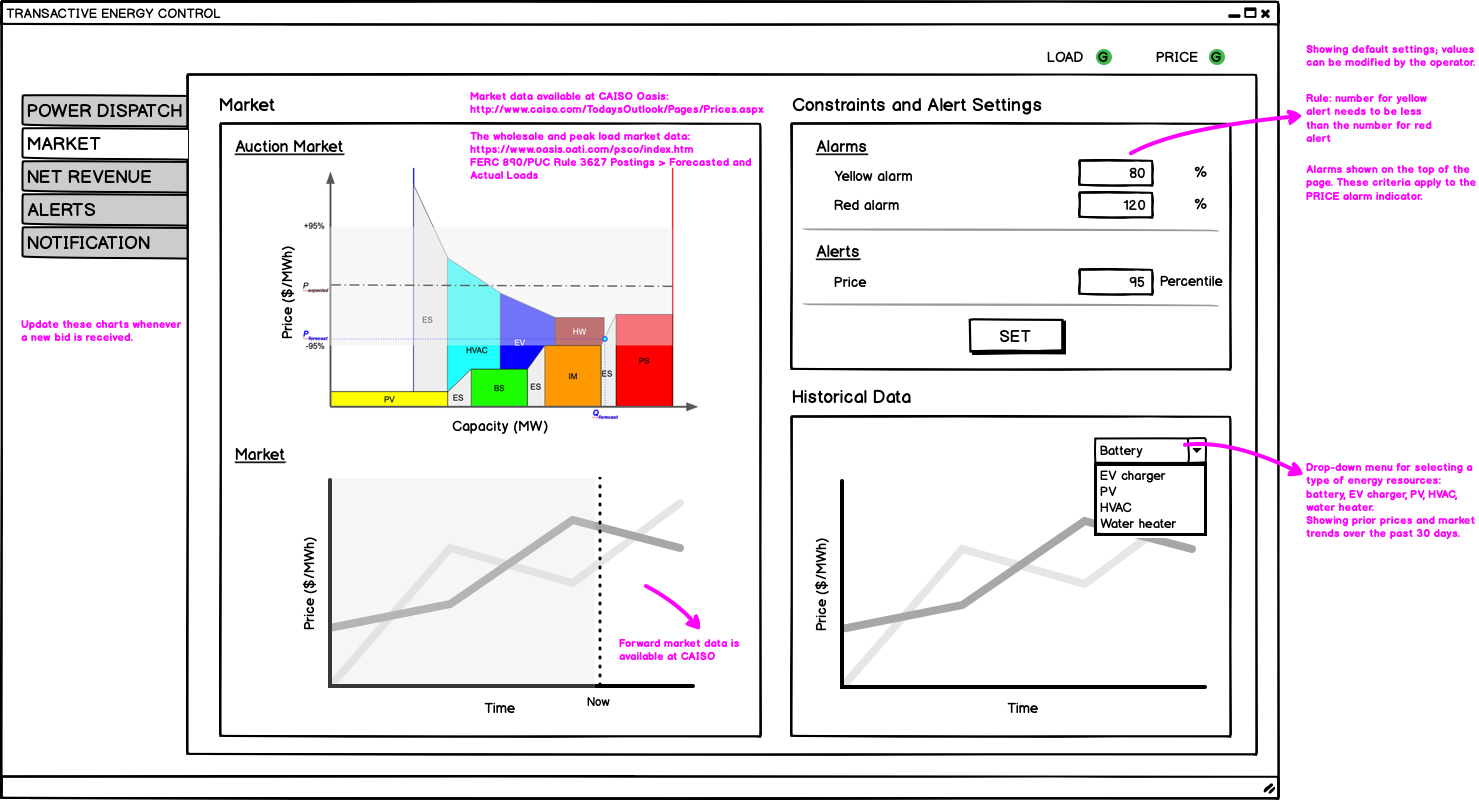 TRANSACTIVE ENERGY CONTROL
LOAD G PRICE G
POWER DISPATCH
MARKET
NET REVENUE
ALERTS
NOTIFICATION
Update these charts whenever
a new bid is received.
Market
Market data available at CAISO Oasis:
http://www.caiso.com/TodaysOutlook/Pages/Prices.aspx
The wholesale and peak load market data:
https://www.oasis.oati.com/psco/index.htm
FERC 890/PUC Rule 3627 Postings > Forecasted and
Actual Loads
Auction Market
Price ($/MWh)
+95%
P expected
P forecast
-95%
ES
HVAC
EV
HW
PS
IM
ES
BS
ES
ES
PV
Q forecast
Capacity (MW)
Market
Price ($/MWh)
Forward market data is
available at CAISO
Now
Time
Constraints and Alert Settings
Alarms
Yellow alarm 80 %
Red alarm 120 %
Alerts
Price 95 Percentile
SET
Historical Data
Battery
EV charger
PV
HVAC
Water heater
Price ($/MWh)
Time
Showing default settings; values
can be modified by the operator.
Rule: number for yellow
alert needs to be less
than the number for red
alert
Alarms shown on the top of the
page. These criteria apply to the
PRICE alarm indicator.
Drop-down menu for selecting a
type of energy resources:
battery, EV charger, PV, HVAC,
water heater.
Showing prior prices and market
trends over the past 30 days.